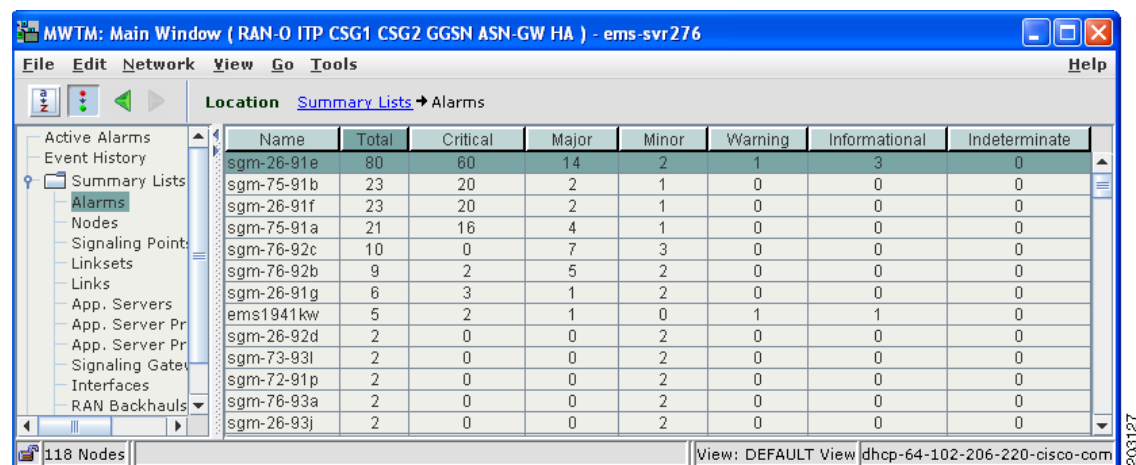 MWTM: Main Window ( RAN-O ITP CSG1 CSG2 GGSN ASN-GW HA ) - ems-svr276
File Edit Network View Go Tools Help
Location Summary Lists Alarms
Active Alarms
Event History
Summary Lists
Alarms
Nodes
Signaling Points
Linksets
Links
App. Servers
App. Server Pr
App. Server Pr
Signaling Gatew
Interfaces
RAN Backhauls
Name Total Critical Major Minor Warning Informational Indeterminate
sgm-26-91e 80 60 14 2 1 3 0
sgm-75-91b 23 20 2 1 0 0 0
sgm-26-91f 23 20 2 1 0 0 0
sgm-75-91a 21 16 4 1 0 0 0
sgm-76-92c 10 0 7 3 0 0 0
sgm-76-92b 9 2 5 2 0 0 0
sgm-26-91g 6 3 1 2 0 0 0
ems1941kw 5 2 1 0 1 1 0
sgm-26-92d 2 0 0 2 0 0 0
sgm-73-93l 2 0 0 2 0 0 0
sgm-72-91p 2 0 0 2 0 0 0
sgm-76-93a 2 0 0 2 0 0 0
sgm-26-93j 2 0 0 2 0 0 0
118 Nodes View: DEFAULT View dhcp-64-102-206-220-cisco-com
203127